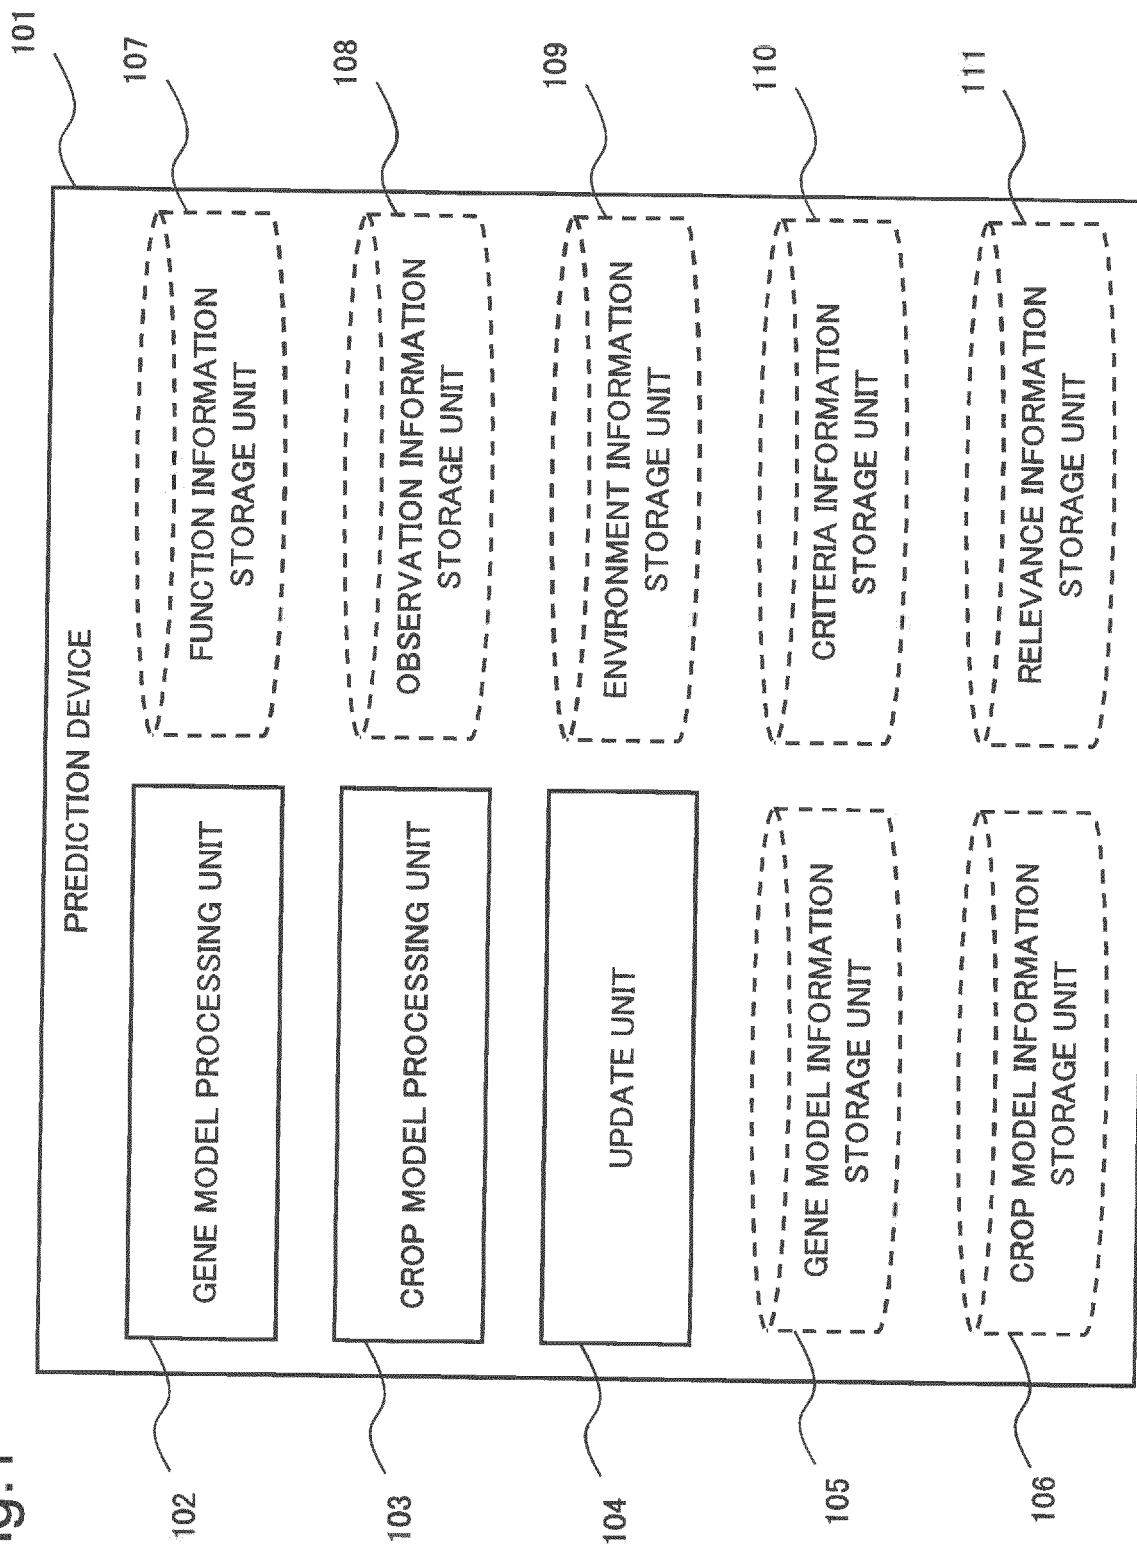 PREDICTION DEVICE
101
102
GENE MODEL PROCESSING UNIT
103
CROP MODEL PROCESSING UNIT
104
UPDATE UNIT
105
GENE MODEL INFORMATION
STORAGE UNIT
106
CROP MODEL INFORMATION
STORAGE UNIT
107
FUNCTION INFORMATION
STORAGE UNIT
108
OBSERVATION INFORMATION
STORAGE UNIT
109
ENVIRONMENT INFORMATION
STORAGE UNIT
110
CRITERIA INFORMATION
STORAGE UNIT
111
RELEVANCE INFORMATION
STORAGE UNIT